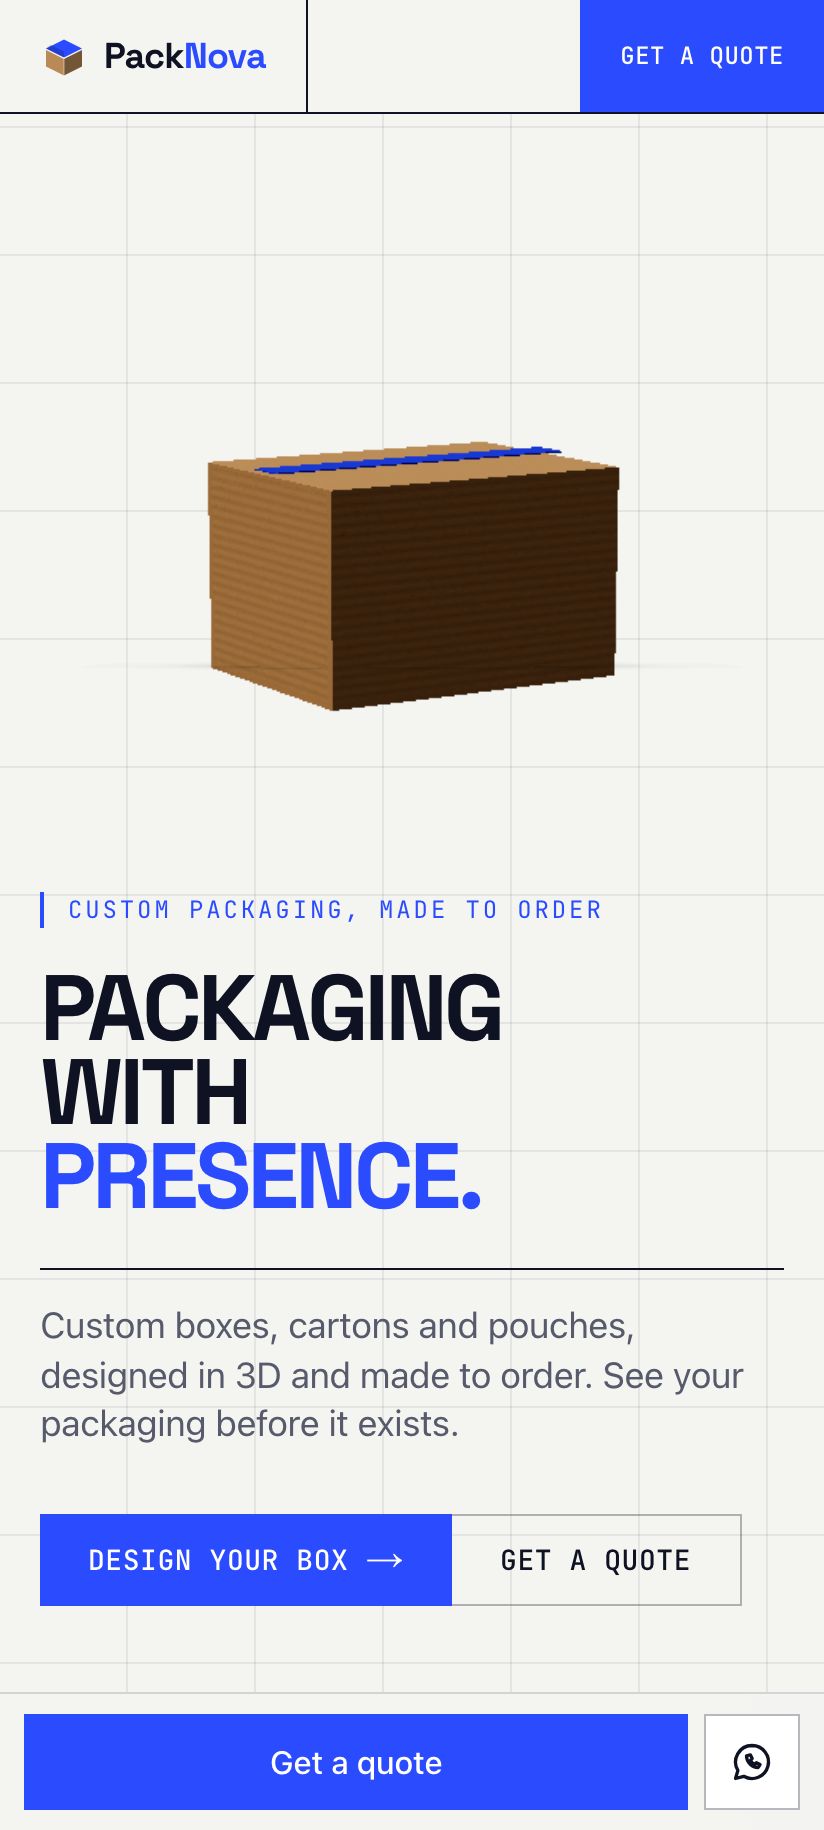 PackNova
GET A QUOTE
CUSTOM PACKAGING, MADE TO ORDER
PACKAGING
WITH
PRESENCE.
Custom boxes, cartons and pouches,
designed in 3D and made to order. See your
packaging before it exists.
DESIGN YOUR BOX →
GET A QUOTE
Get a quote